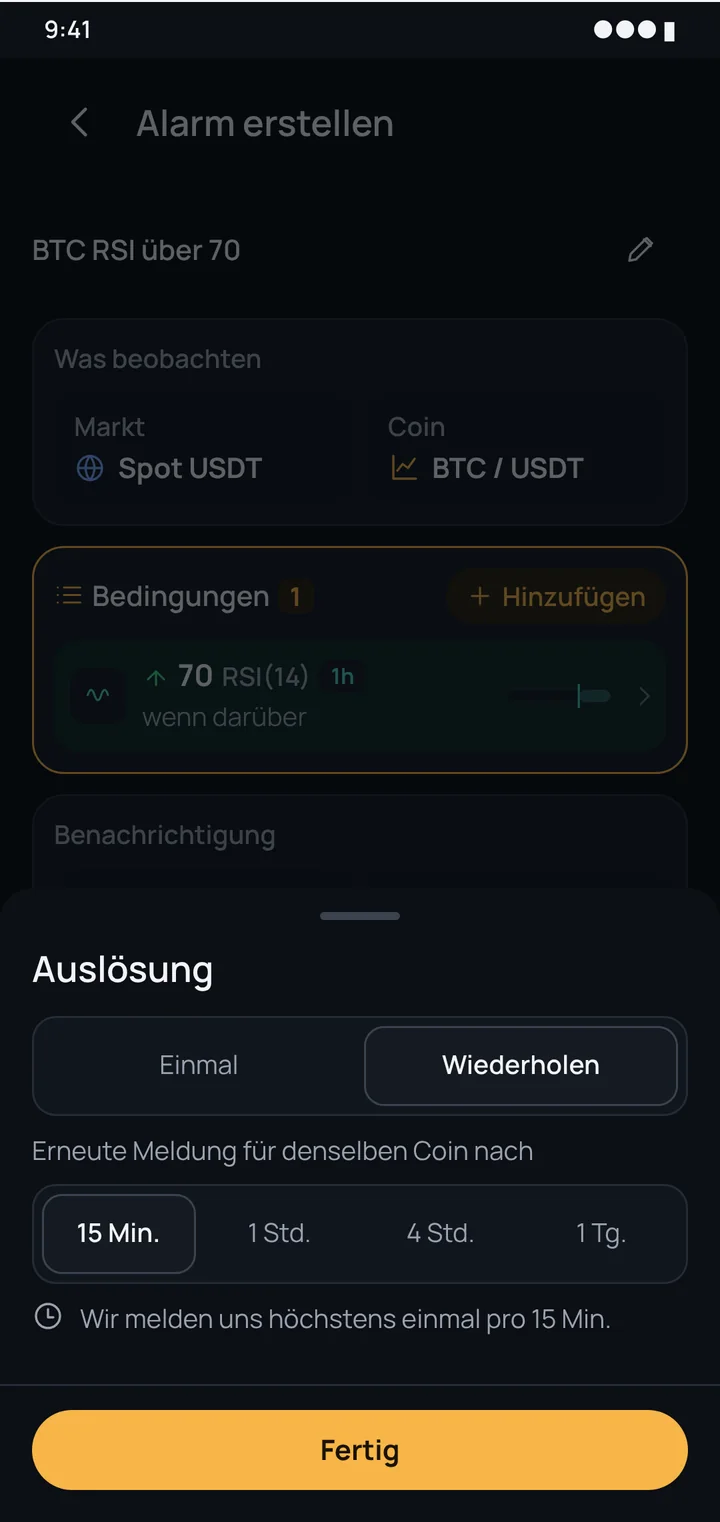 9:41
Alarm erstellen
BTC RSI über 70
Was beobachten
Markt Coin
Spot USDT BTC / USDT
Bedingungen 1 + Hinzufügen
↑ 70 RSI(14) 1h
wenn darüber
Benachrichtigung
Auslösung
Einmal Wiederholen
Erneute Meldung für denselben Coin nach
15 Min. 1 Std. 4 Std. 1 Tg.
Wir melden uns höchstens einmal pro 15 Min.
Fertig